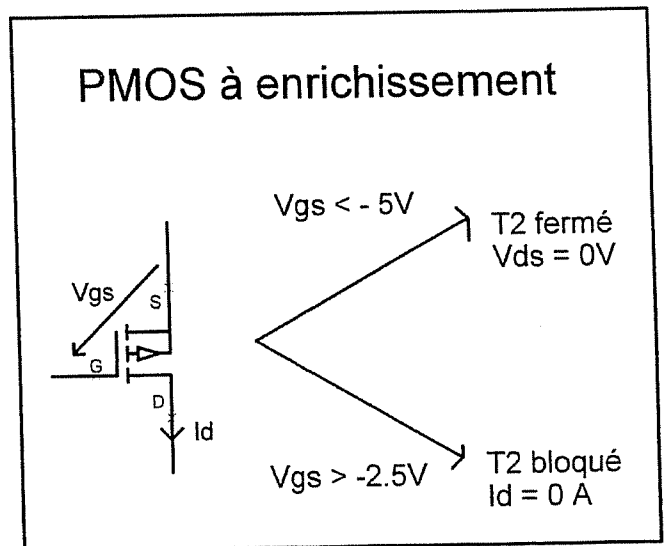 PMOS à enrichissement
Vgs < - 5V
T2 fermé
Vds = 0V
Vgs
S
G
D
Id
Vgs > -2.5V
T2 bloqué
Id = 0 A